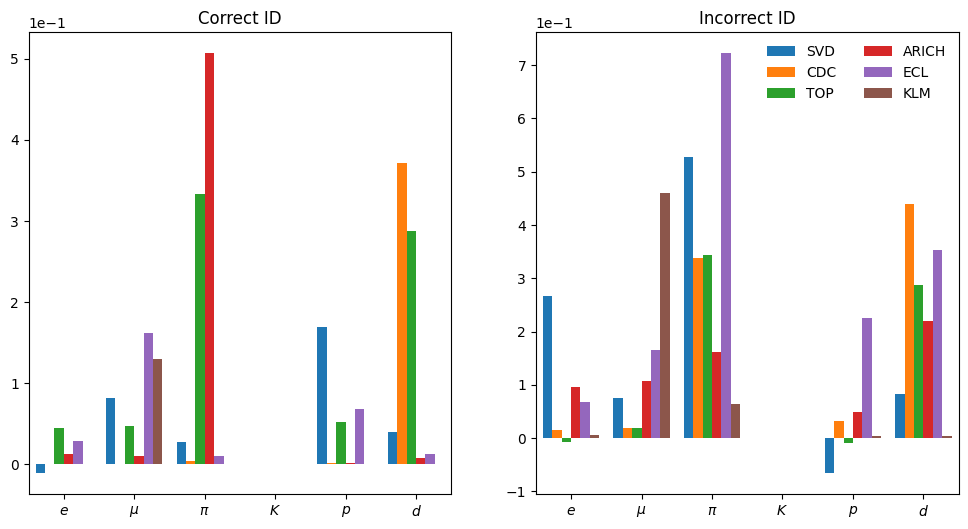 Correct ID
1e−1
5
4
3
2
1
0
e μ π K p d
Incorrect ID
1e−1
7
6
5
4
3
2
1
0
−1
e μ π K p d
SVD
CDC
TOP
ARICH
ECL
KLM